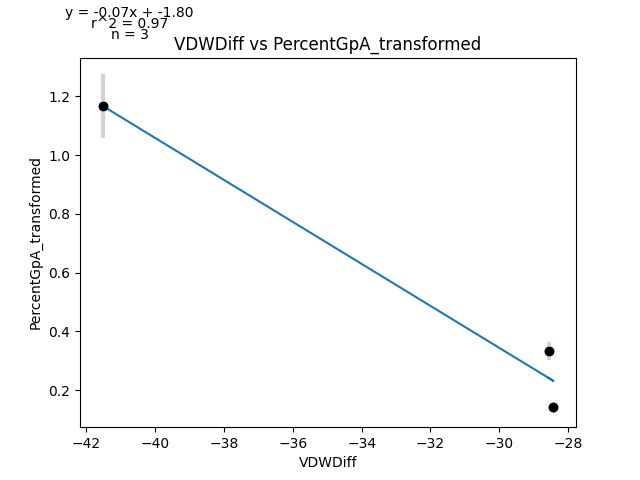 y = -0.07x + -1.80
r^2 = 0.97
n = 3
VDWDiff vs PercentGpA_transformed
PercentGpA_transformed
1.2
1.0
0.8
0.6
0.4
0.2
−42
−40
−38
−36
−34
−32
−30
−28
VDWDiff